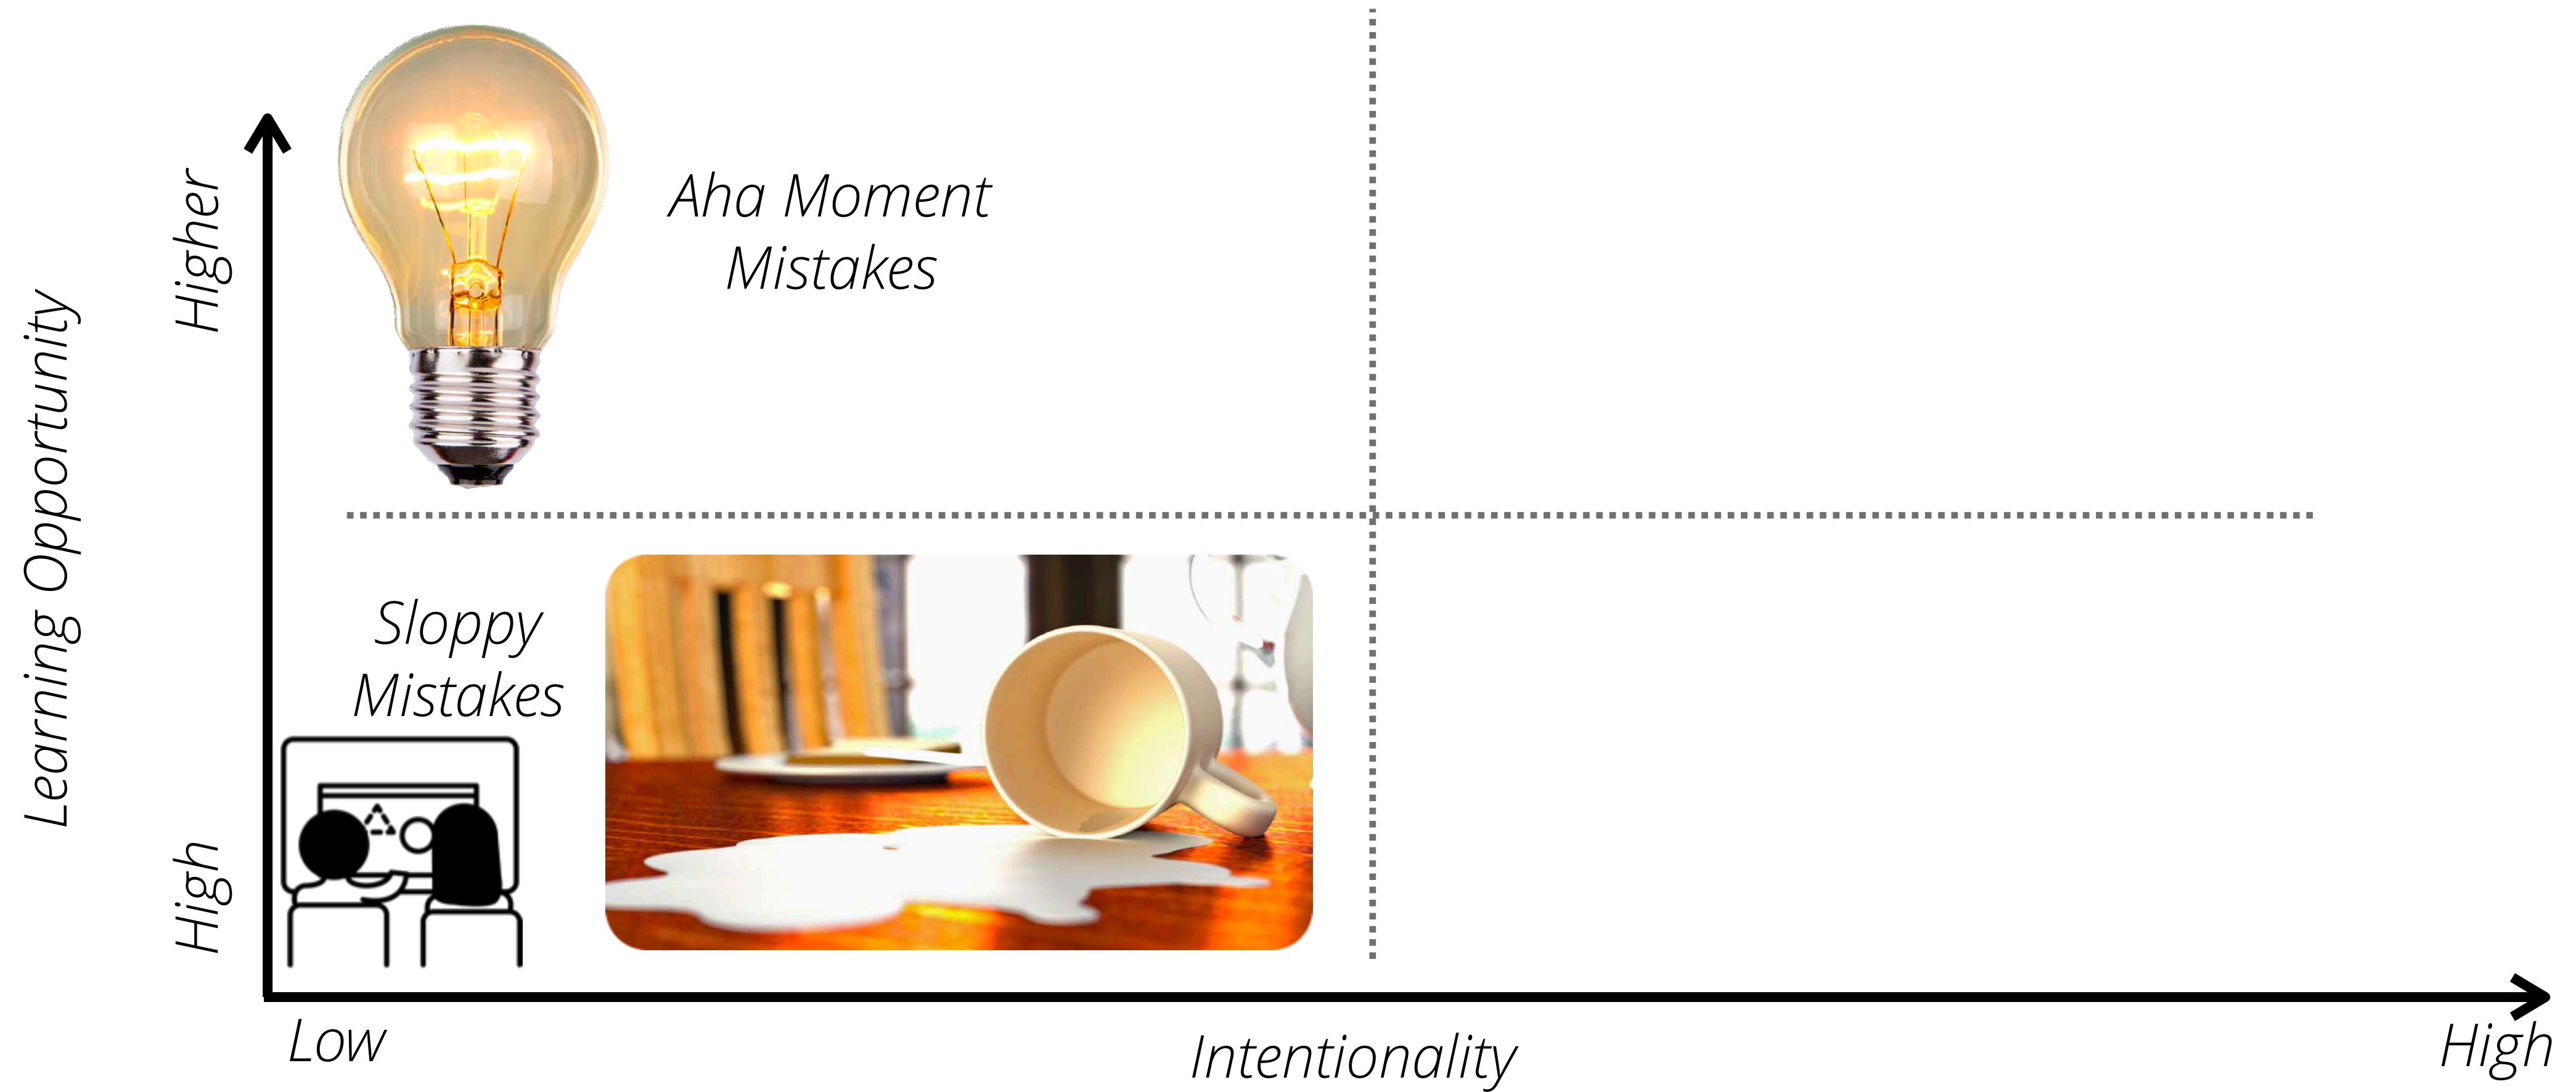 Learning Opportunity
Higher
Aha Moment
Mistakes
Sloppy
Mistakes
High
Low
Intentionality
High